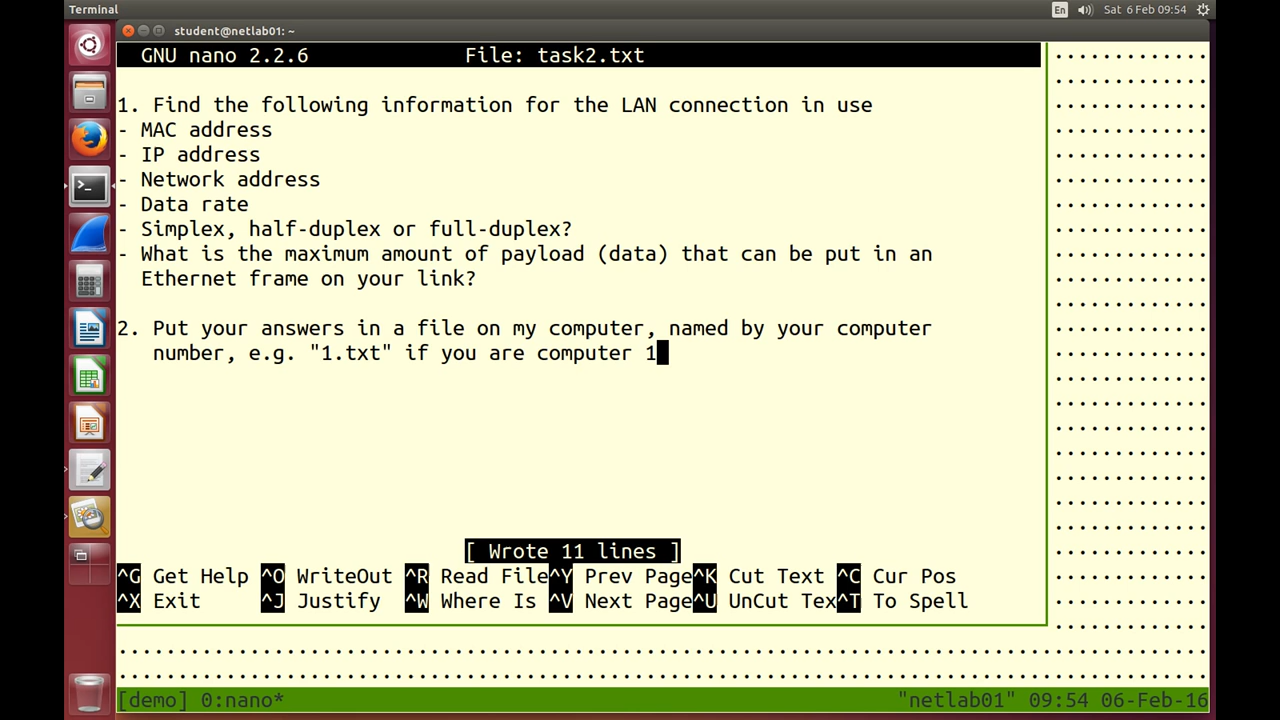 Terminal
En
Sat 6 Feb 09:54
student@netlab01: ~
GNU nano 2.2.6 File: task2.txt
1. Find the following information for the LAN connection in use
- MAC address
- IP address
- Network address
- Data rate
- Simplex, half-duplex or full-duplex?
- What is the maximum amount of payload (data) that can be put in an
Ethernet frame on your link?
2. Put your answers in a file on my computer, named by your computer
number, e.g. "1.txt" if you are computer 1
[ Wrote 11 lines ]
^G Get Help ^O WriteOut ^R Read File^Y Prev Page^K Cut Text ^C Cur Pos
^X Exit ^J Justify ^W Where Is ^V Next Page^U UnCut Tex^T To Spell
[demo] 0:nano* "netlab01" 09:54 06-Feb-16